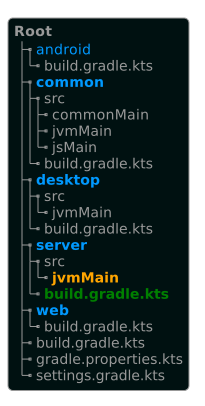 Root
android
build.gradle.kts
common
src
commonMain
jvmMain
jsMain
build.gradle.kts
desktop
src
jvmMain
build.gradle.kts
server
src
jvmMain
build.gradle.kts
web
build.gradle.kts
build.gradle.kts
gradle.properties.kts
settings.gradle.kts